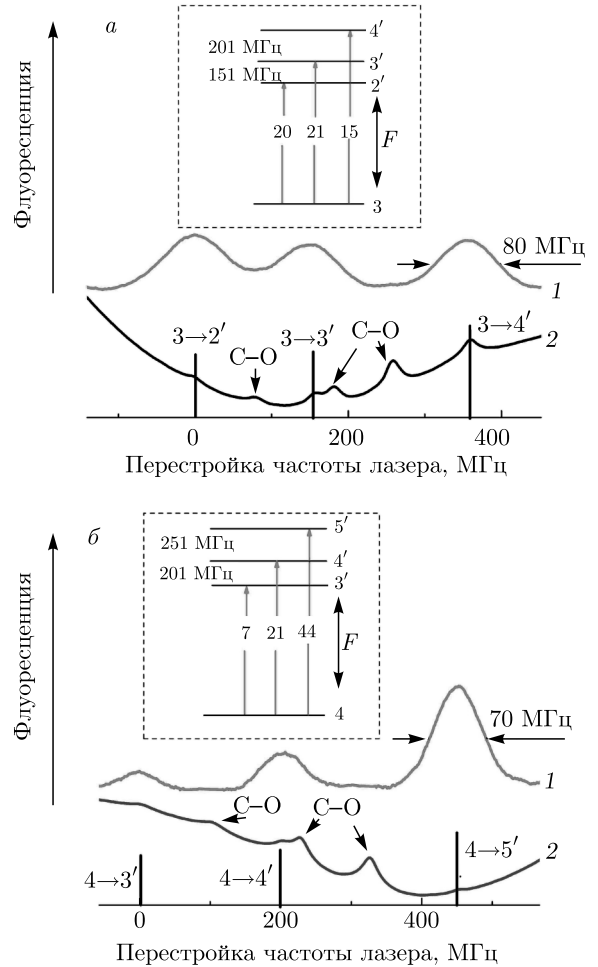 а
Флуоресценция
4′
201 МГц
3′
151 МГц
2′
20 21 15
F
3
80 МГц
1
3→2′
C–O
3→3′
C–O
3→4′
2
0 200 400
Перестройка частоты лазера, МГц
б
Флуоресценция
5′
251 МГц
4′
201 МГц
3′
7 21 44
F
4
70 МГц
1
C–O
C–O
4→3′
4→4′
4→5′
2
0 200 400
Перестройка частоты лазера, МГц